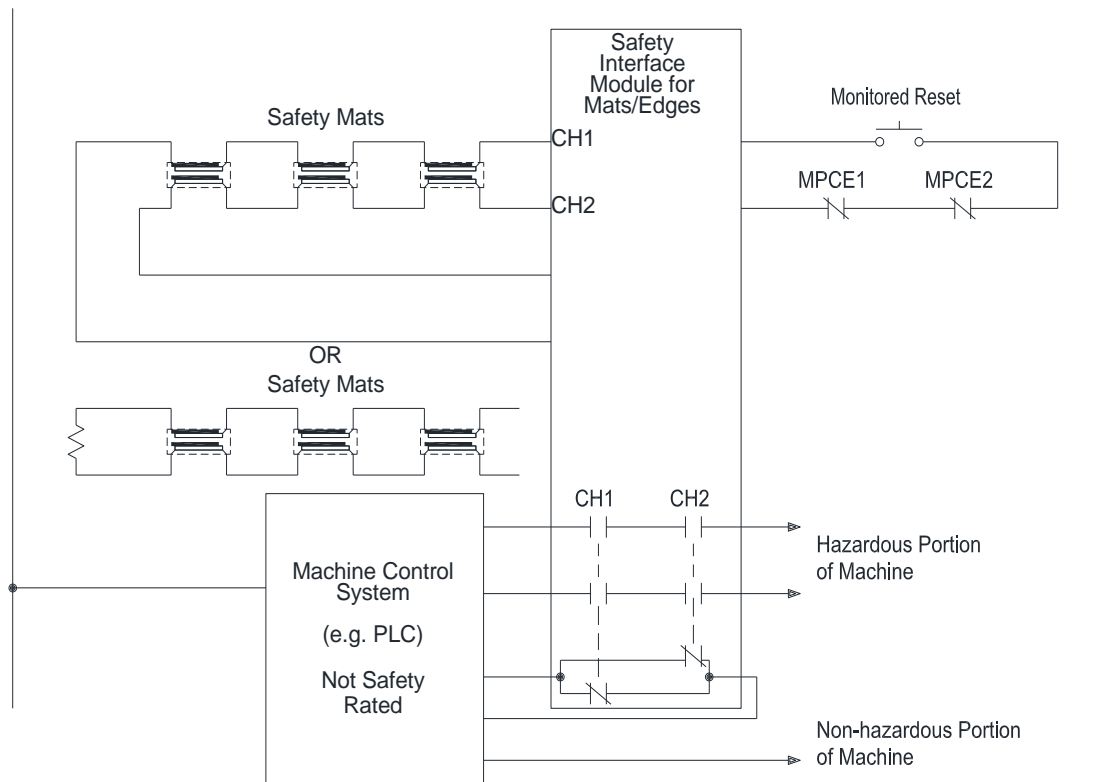 Safety
Interface
Module for
Mats/Edges
Monitored Reset
Safety Mats
CH1
MPCE1
MPCE2
CH2
OR
Safety Mats
CH1
CH2
Hazardous Portion
of Machine
Machine Control
System
(e.g. PLC)
Not Safety
Rated
Non-hazardous Portion
of Machine